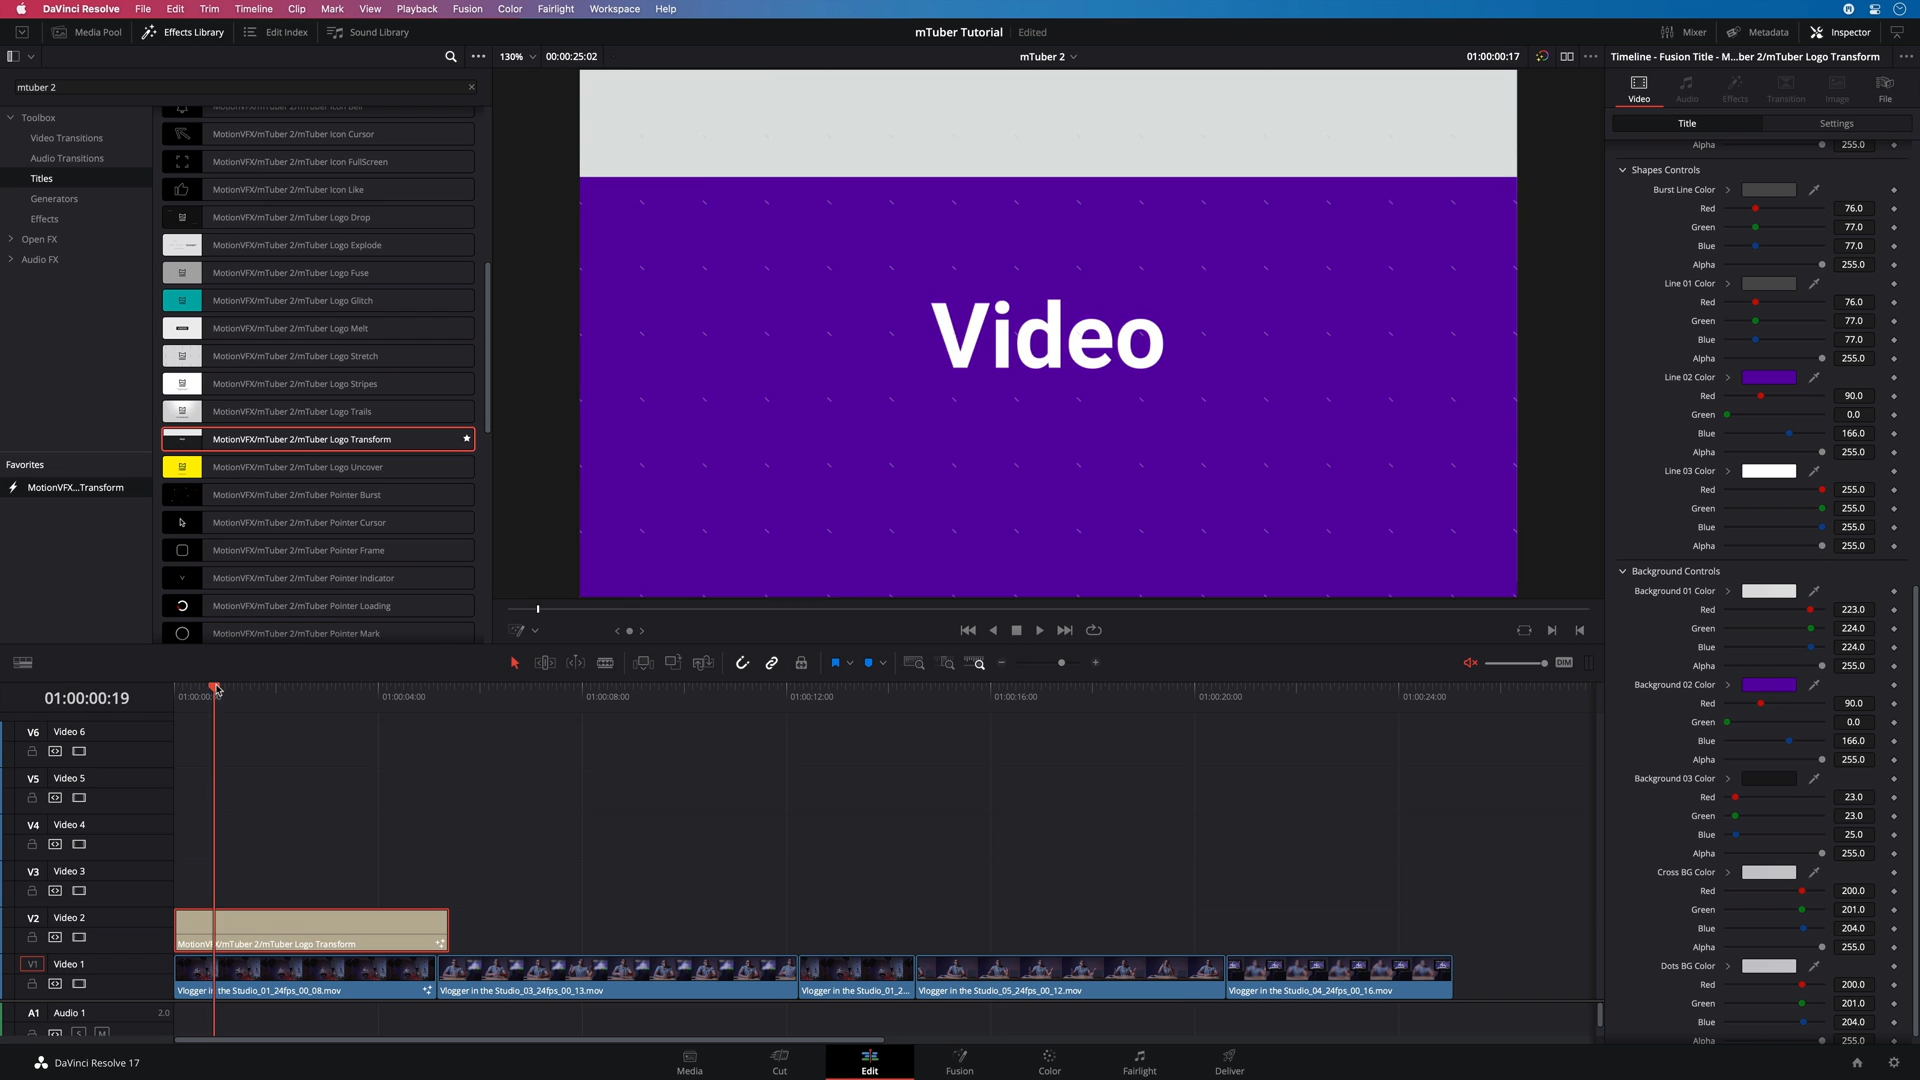 DaVinci Resolve File Edit Trim Timeline Clip Mark View Playback Fusion Color Fairlight Workspace Help
Media Pool Effects Library Edit Index Sound Library mTuber Tutorial Edited Mixer Metadata Inspector
130% 00:00:25:02 mTuber 2 01:00:00:17 Timeline - Fusion Title - M...ber 2/mTuber Logo Transform
mtuber 2
Toolbox
Video Transitions
Audio Transitions
Titles
Generators
Effects
Open FX
Audio FX
Favorites
MotionVFX...Transform
MotionVFX/mTuber 2/mTuber Icon Bell
MotionVFX/mTuber 2/mTuber Icon Cursor
MotionVFX/mTuber 2/mTuber Icon FullScreen
MotionVFX/mTuber 2/mTuber Icon Like
MotionVFX/mTuber 2/mTuber Logo Drop
MotionVFX/mTuber 2/mTuber Logo Explode
MotionVFX/mTuber 2/mTuber Logo Fuse
MotionVFX/mTuber 2/mTuber Logo Glitch
MotionVFX/mTuber 2/mTuber Logo Melt
MotionVFX/mTuber 2/mTuber Logo Stretch
MotionVFX/mTuber 2/mTuber Logo Stripes
MotionVFX/mTuber 2/mTuber Logo Trails
MotionVFX/mTuber 2/mTuber Logo Transform
MotionVFX/mTuber 2/mTuber Logo Uncover
MotionVFX/mTuber 2/mTuber Pointer Burst
MotionVFX/mTuber 2/mTuber Pointer Cursor
MotionVFX/mTuber 2/mTuber Pointer Frame
MotionVFX/mTuber 2/mTuber Pointer Indicator
MotionVFX/mTuber 2/mTuber Pointer Loading
MotionVFX/mTuber 2/mTuber Pointer Mark
Video
Video Audio Effects Transition Image File
Title Settings
Alpha 255.0
Shapes Controls
Burst Line Color
Red 76.0
Green 77.0
Blue 77.0
Alpha 255.0
Line 01 Color
Red 76.0
Green 77.0
Blue 77.0
Alpha 255.0
Line 02 Color
Red 90.0
Green 0.0
Blue 166.0
Alpha 255.0
Line 03 Color
Red 255.0
Green 255.0
Blue 255.0
Alpha 255.0
Background Controls
Background 01 Color
Red 223.0
Green 224.0
Blue 224.0
Alpha 255.0
Background 02 Color
Red 90.0
Green 0.0
Blue 166.0
Alpha 255.0
Background 03 Color
Red 23.0
Green 23.0
Blue 25.0
Alpha 255.0
Cross BG Color
Red 200.0
Green 201.0
Blue 204.0
Alpha 255.0
Dots BG Color
Red 200.0
Green 201.0
Blue 204.0
Alpha 255.0
DIM
01:00:00:19 01:00:00: 01:00:04:00 01:00:08:00 01:00:12:00 01:00:16:00 01:00:20:00 01:00:24:00
V6 Video 6
V5 Video 5
V4 Video 4
V3 Video 3
V2 Video 2
MotionVFX/mTuber 2/mTuber Logo Transform
V1 Video 1
Vlogger in the Studio_01_24fps_00_08.mov Vlogger in the Studio_03_24fps_00_13.mov Vlogger in the Studio_01_2... Vlogger in the Studio_05_24fps_00_12.mov Vlogger in the Studio_04_24fps_00_16.mov
A1 Audio 1 2.0
S M
DaVinci Resolve 17 Media Cut Edit Fusion Color Fairlight Deliver